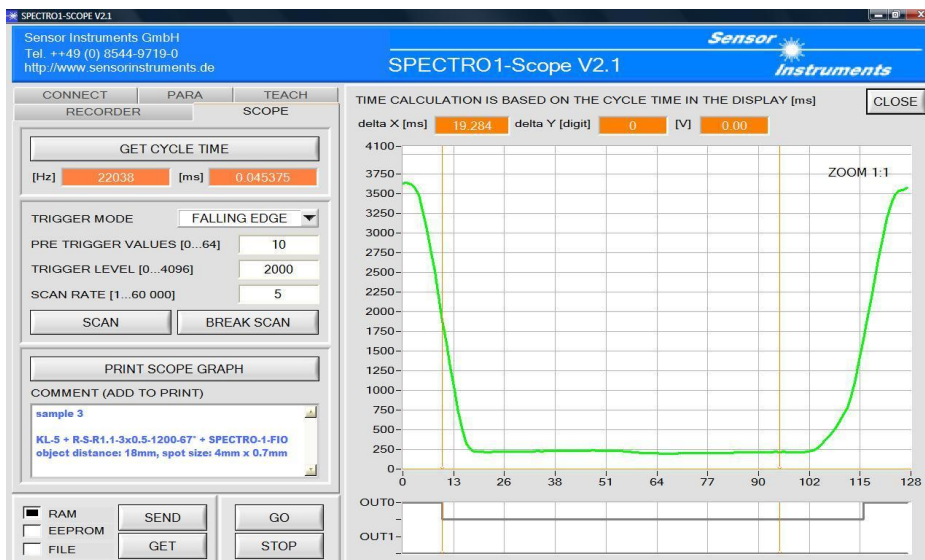 SPECTRO1-SCOPE V2.1
Sensor Instruments GmbH
Tel. ++49 (0) 8544-9719-0
http://www.sensorinstruments.de
SPECTRO1-Scope V2.1
Sensor
Instruments
CONNECT PARA TEACH
RECORDER SCOPE
GET CYCLE TIME
[Hz] 22038 [ms] 0.045375
TRIGGER MODE FALLING EDGE
PRE TRIGGER VALUES [0...64] 10
TRIGGER LEVEL [0...4096] 2000
SCAN RATE [1...60 000] 5
SCAN BREAK SCAN
PRINT SCOPE GRAPH
COMMENT (ADD TO PRINT)
sample 3
KL-5 + R-S-R1.1-3x0.5-1200-67° + SPECTRO-1-FIO
object distance: 18mm, spot size: 4mm x 0.7mm
RAM
EEPROM
FILE
SEND GO
GET STOP
TIME CALCULATION IS BASED ON THE CYCLE TIME IN THE DISPLAY [ms]
CLOSE
delta X [ms] 19.284 delta Y [digit] 0 [V] 0.00
ZOOM 1:1
4100
3750
3500
3250
3000
2750
2500
2250
2000
1750
1500
1250
1000
750
500
250
0
0 13 26 38 51 64 77 90 102 115 128
OUT0
OUT1